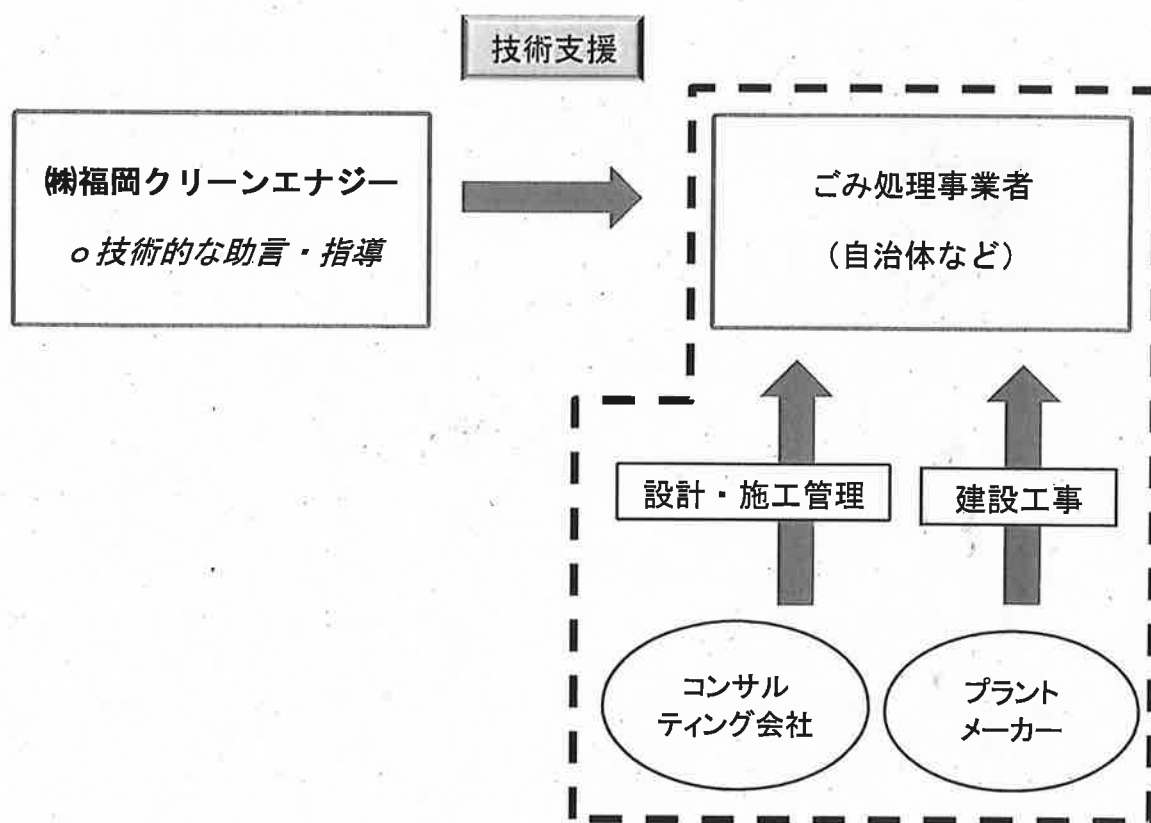 技術支援
㈱福岡クリーンエナジー
o技術的な助言・指導
ごみ処理事業者
（自治体など）
設計・施工管理
建設工事
コンサル
ティング会社
プラント
メーカー